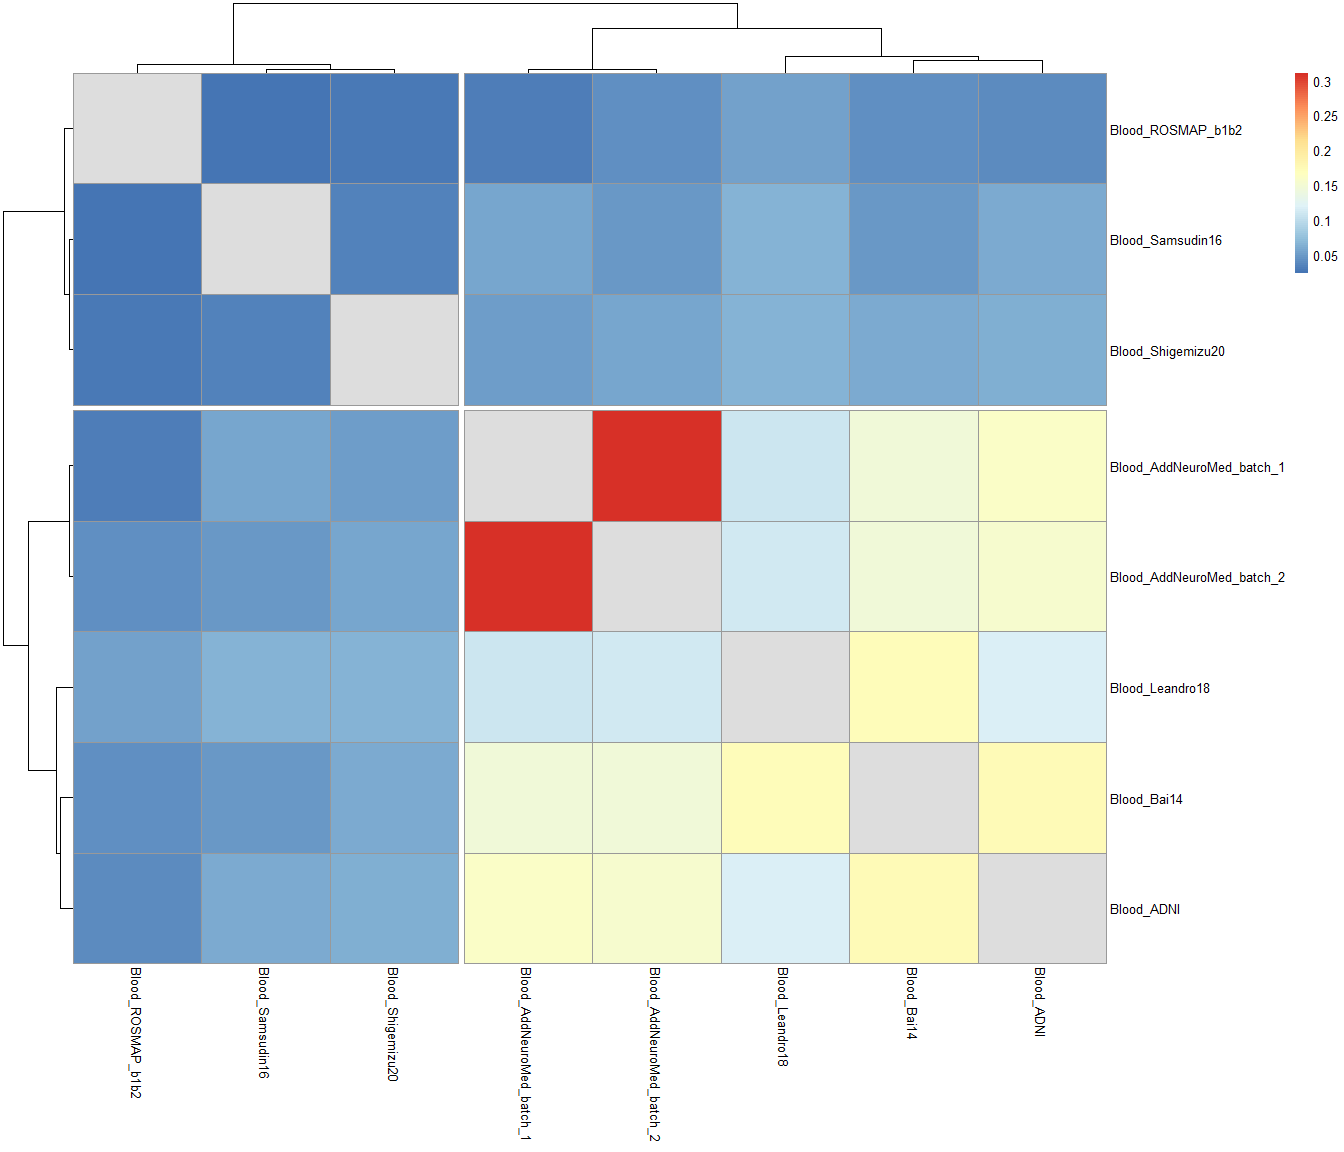 0.3
0.25
0.2
0.15
0.1
0.05
Blood_ROSMAP_b1b2
Blood_Samsudin16
Blood_Shigemizu20
Blood_AddNeuroMed_batch_1
Blood_AddNeuroMed_batch_2
Blood_Leandro18
Blood_Bai14
Blood_ADNI
Blood_ROSMAP_b1b2
Blood_Samsudin16
Blood_Shigemizu20
Blood_AddNeuroMed_batch_1
Blood_AddNeuroMed_batch_2
Blood_Leandro18
Blood_Bai14
Blood_ADNI